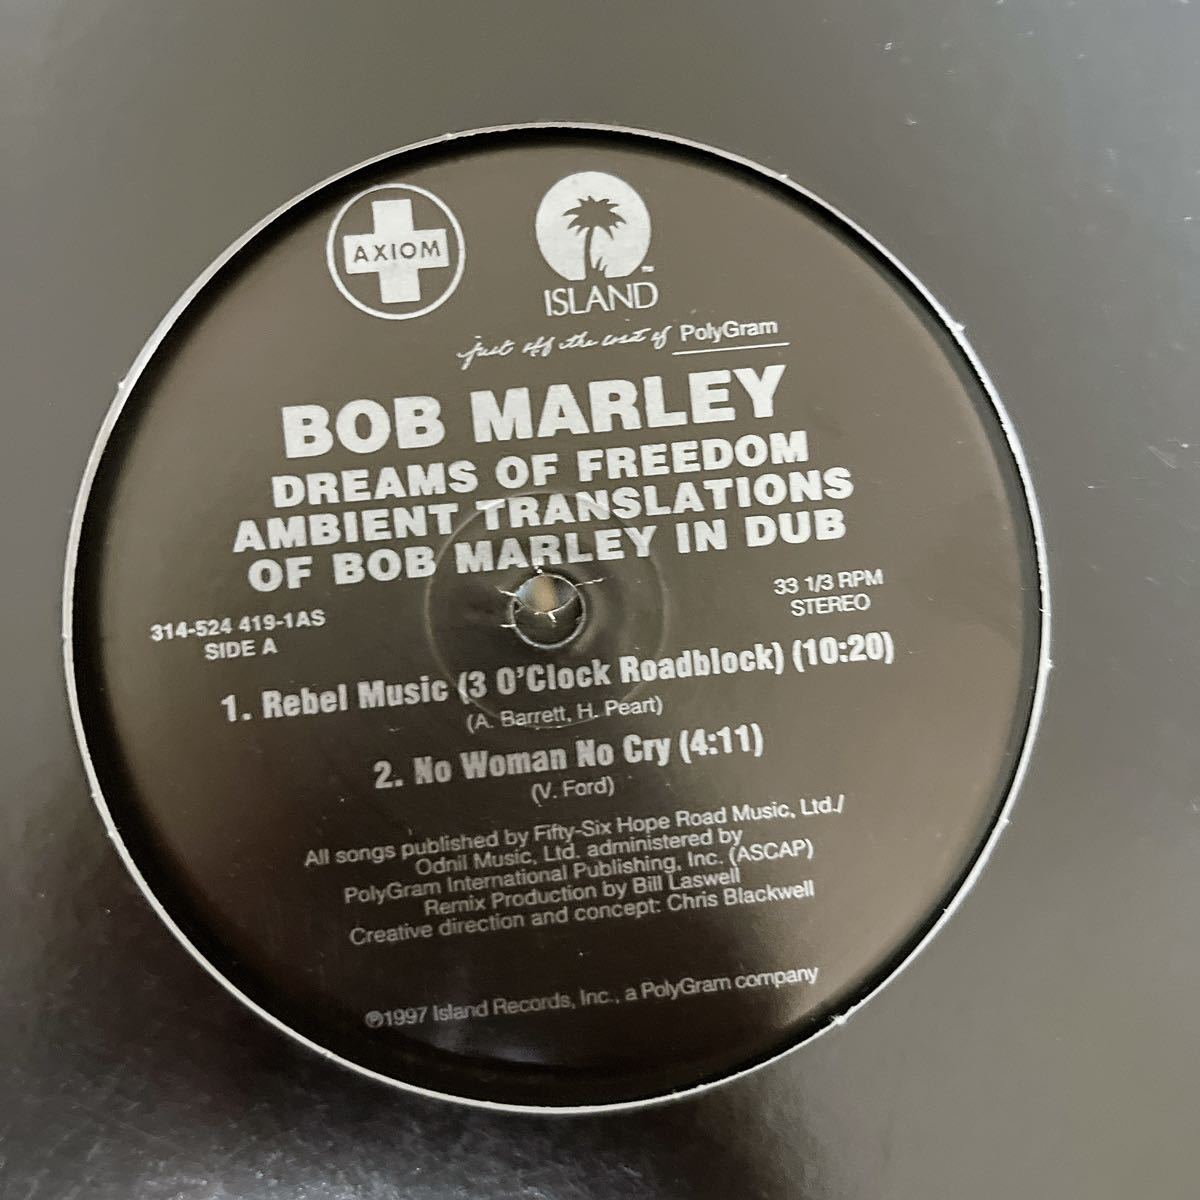 AXIOM
ISLAND
™
just off the coast of PolyGram
BOB MARLEY
DREAMS OF FREEDOM
AMBIENT TRANSLATIONS
OF BOB MARLEY IN DUB
314-524 419-1AS
SIDE A
33 1/3 RPM
STEREO
1. Rebel Music (3 O'Clock Roadblock) (10:20)
(A. Barrett, H. Peart)
2. No Woman No Cry (4:11)
(V. Ford)
All songs published by Fifty-Six Hope Road Music, Ltd./
Odnil Music, Ltd. administered by
PolyGram International Publishing, Inc. (ASCAP)
Remix Production by Bill Laswell
Creative direction and concept: Chris Blackwell
℗1997 Island Records, Inc., a PolyGram company